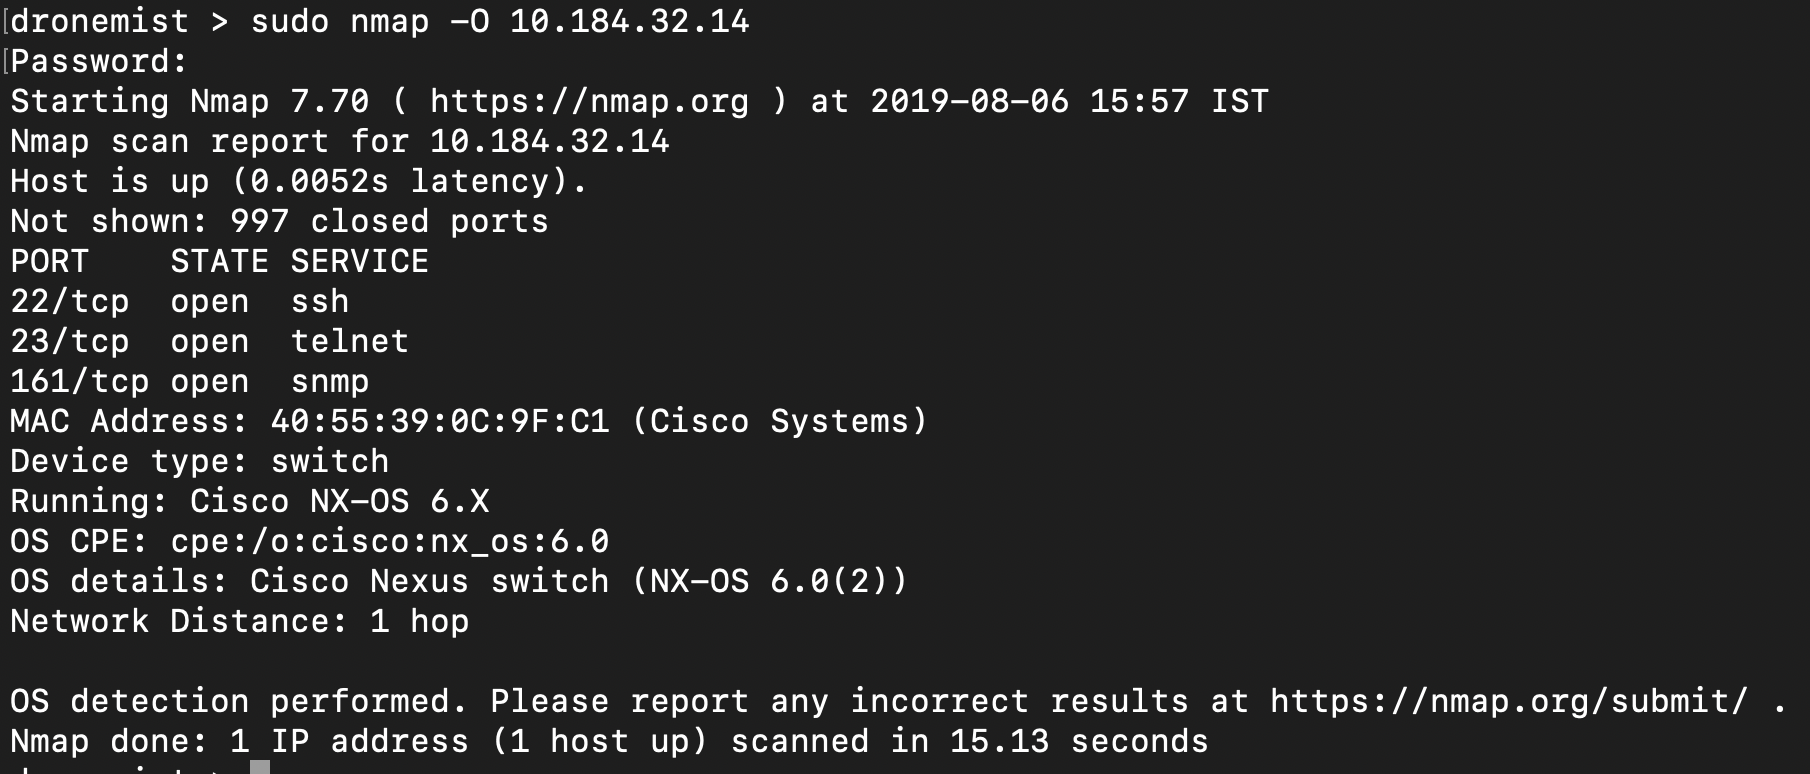 [dronemist > sudo nmap -O 10.184.32.14
[Password:
Starting Nmap 7.70 ( https://nmap.org ) at 2019-08-06 15:57 IST
Nmap scan report for 10.184.32.14
Host is up (0.0052s latency).
Not shown: 997 closed ports
PORT    STATE SERVICE
22/tcp  open  ssh
23/tcp  open  telnet
161/tcp open  snmp
MAC Address: 40:55:39:0C:9F:C1 (Cisco Systems)
Device type: switch
Running: Cisco NX-OS 6.X
OS CPE: cpe:/o:cisco:nx_os:6.0
OS details: Cisco Nexus switch (NX-OS 6.0(2))
Network Distance: 1 hop

OS detection performed. Please report any incorrect results at https://nmap.org/submit/ .
Nmap done: 1 IP address (1 host up) scanned in 15.13 seconds